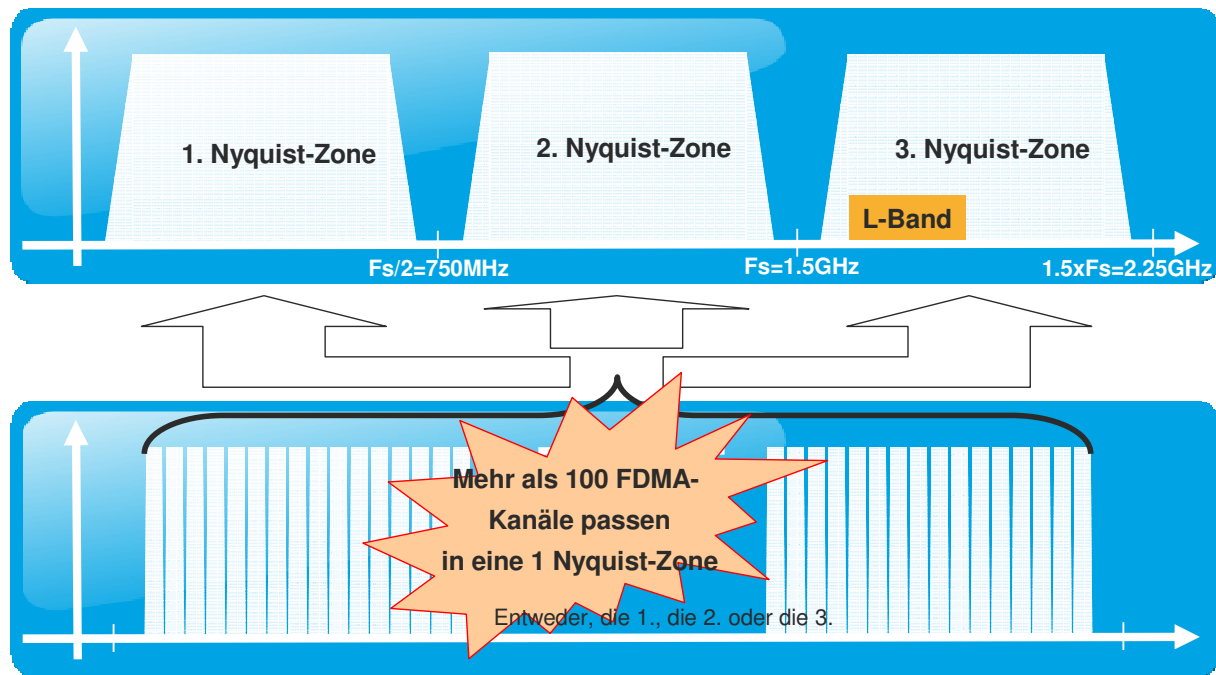 1. Nyquist-Zone
2. Nyquist-Zone
3. Nyquist-Zone
L-Band
Fs/2=750MHz
Fs=1.5GHz
1.5xFs=2.25GHz
Mehr als 100 FDMA-
Kanäle passen
in eine 1 Nyquist-Zone
Entweder, die 1., die 2. oder die 3.